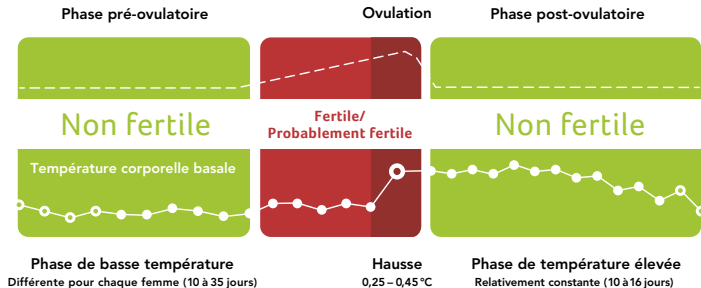 Phase pré-ovulatoire
Ovulation
Phase post-ovulatoire
Non fertile
Fertile/
Probablement fertile
Non fertile
Température corporelle basale
Phase de basse température
Différente pour chaque femme (10 à 35 jours)
Hausse
0,25 – 0,45 °C
Phase de température élevée
Relativement constante (10 à 16 jours)